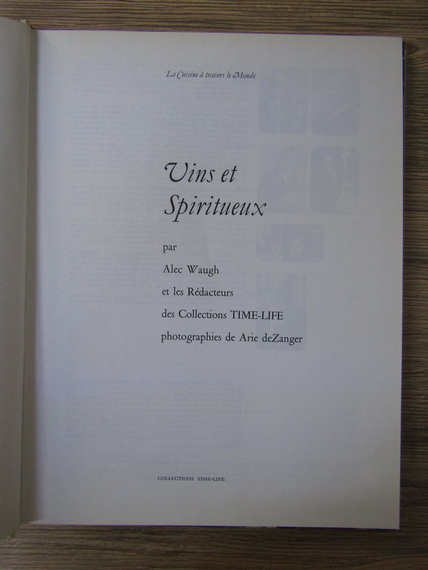 La Cuisine à travers le Monde
Vins et
Spiritueux
par
Alec Waugh
et les Rédacteurs
des Collections TIME-LIFE
photographies de Arie deZanger
COLLECTIONS TIME-LIFE